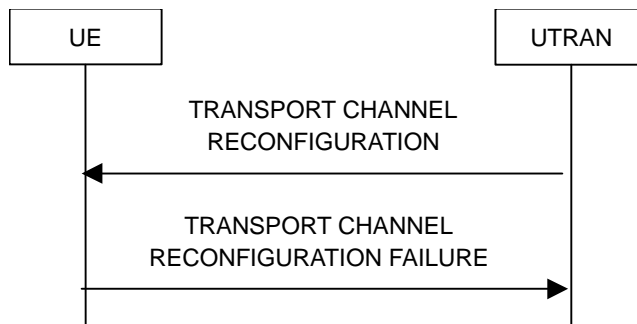 UE
UTRAN
TRANSPORT CHANNEL
RECONFIGURATION
TRANSPORT CHANNEL
RECONFIGURATION FAILURE